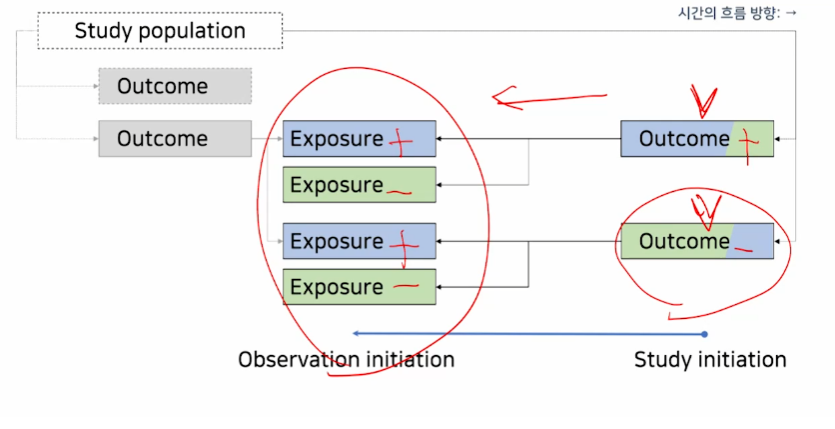 시간의 흐름 방향: →
Study population
Outcome
Outcome
Exposure +
Outcome +
Exposure −
Exposure +
Outcome −
Exposure −
Observation initiation
Study initiation